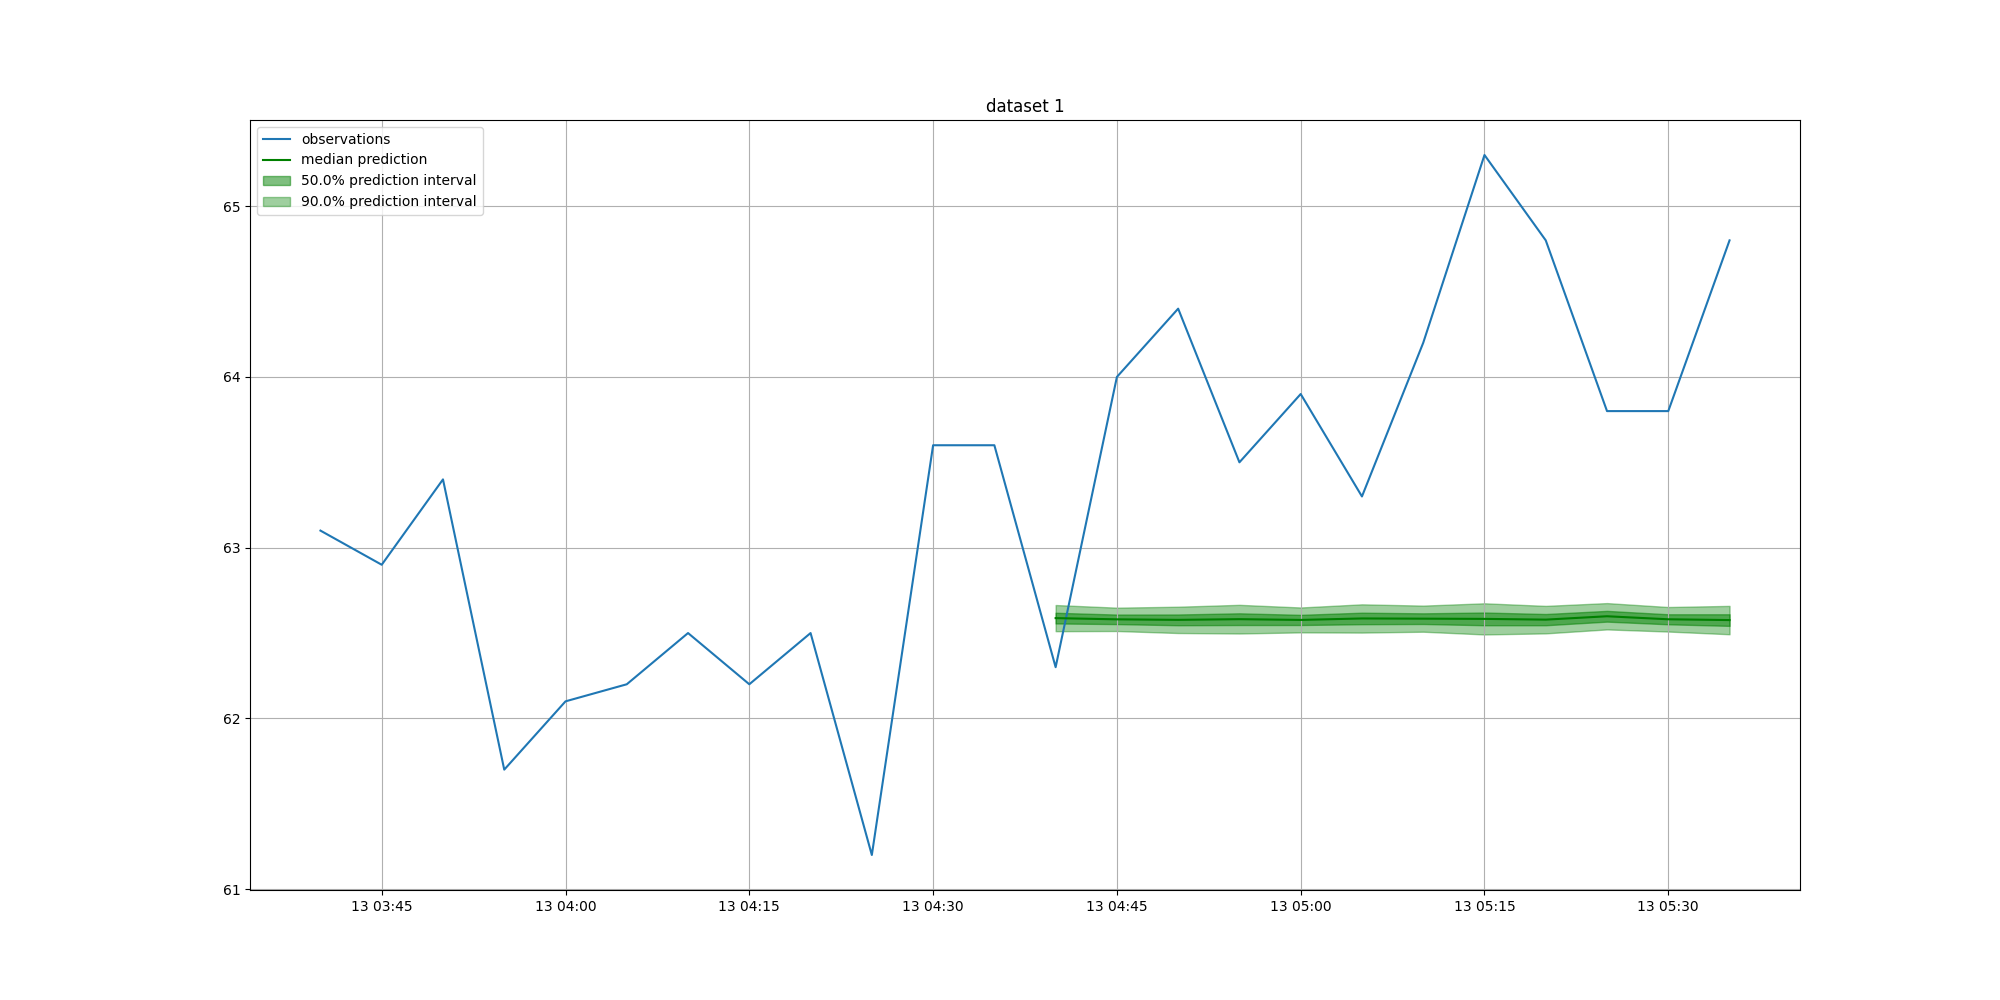 dataset 1
observations
median prediction
50.0% prediction interval
90.0% prediction interval
65
64
63
62
61
13 03:45
13 04:00
13 04:15
13 04:30
13 04:45
13 05:00
13 05:15
13 05:30